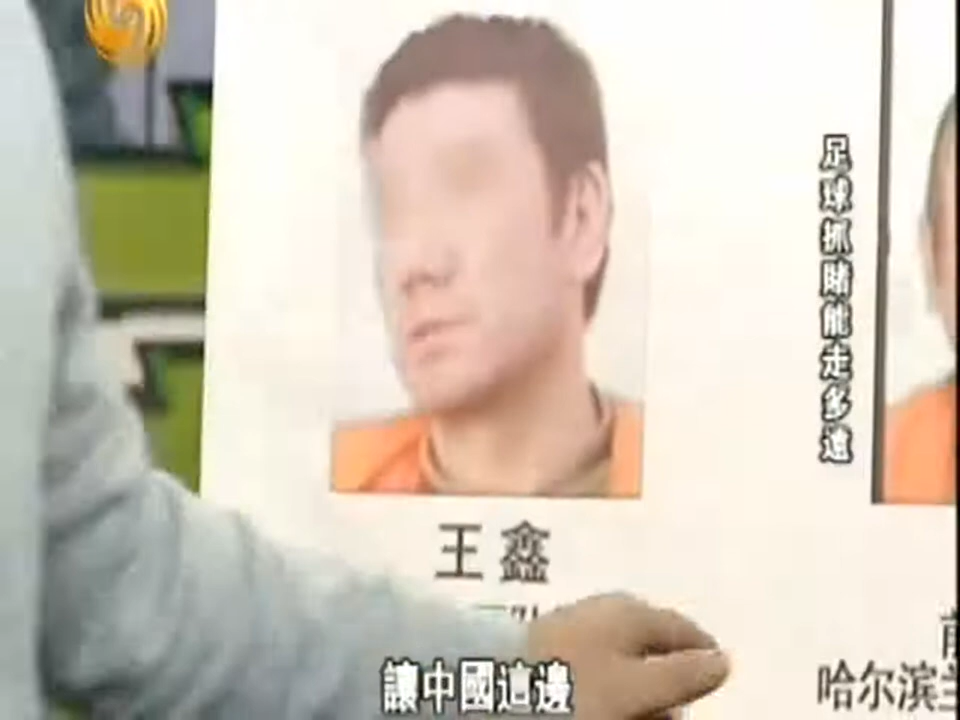 足球抓賭能走多遠
王鑫
哈尔滨
讓中國這邊